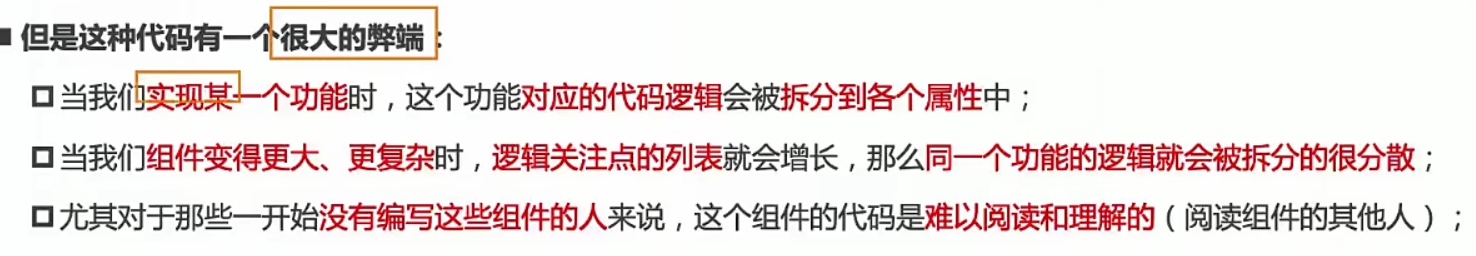 ■ 但是这种代码有一个很大的弊端：
□ 当我们实现某一个功能时，这个功能对应的代码逻辑会被拆分到各个属性中；
□ 当我们组件变得更大、更复杂时，逻辑关注点的列表就会增长，那么同一个功能的逻辑就会被拆分的很分散；
□ 尤其对于那些一开始没有编写这些组件的人来说，这个组件的代码是难以阅读和理解的（阅读组件的其他人）；